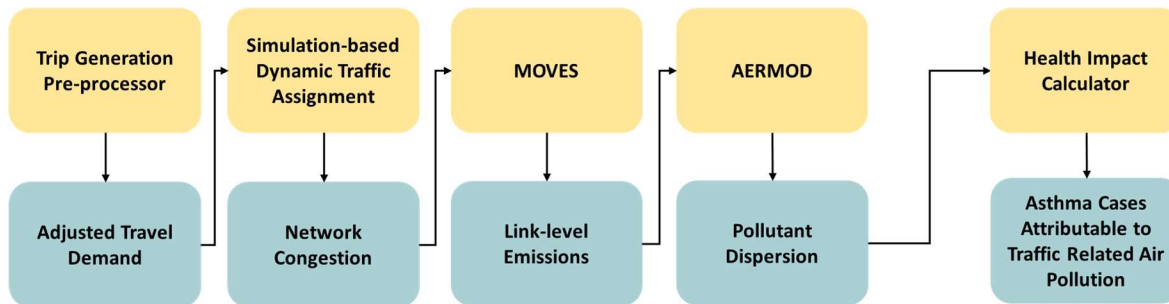 Trip Generation
Pre-processor
Simulation-based
Dynamic Traffic
Assignment
MOVES
AERMOD
Health Impact
Calculator
Adjusted Travel
Demand
Network
Congestion
Link-level
Emissions
Pollutant
Dispersion
Asthma Cases
Attributable to
Traffic Related Air
Pollution